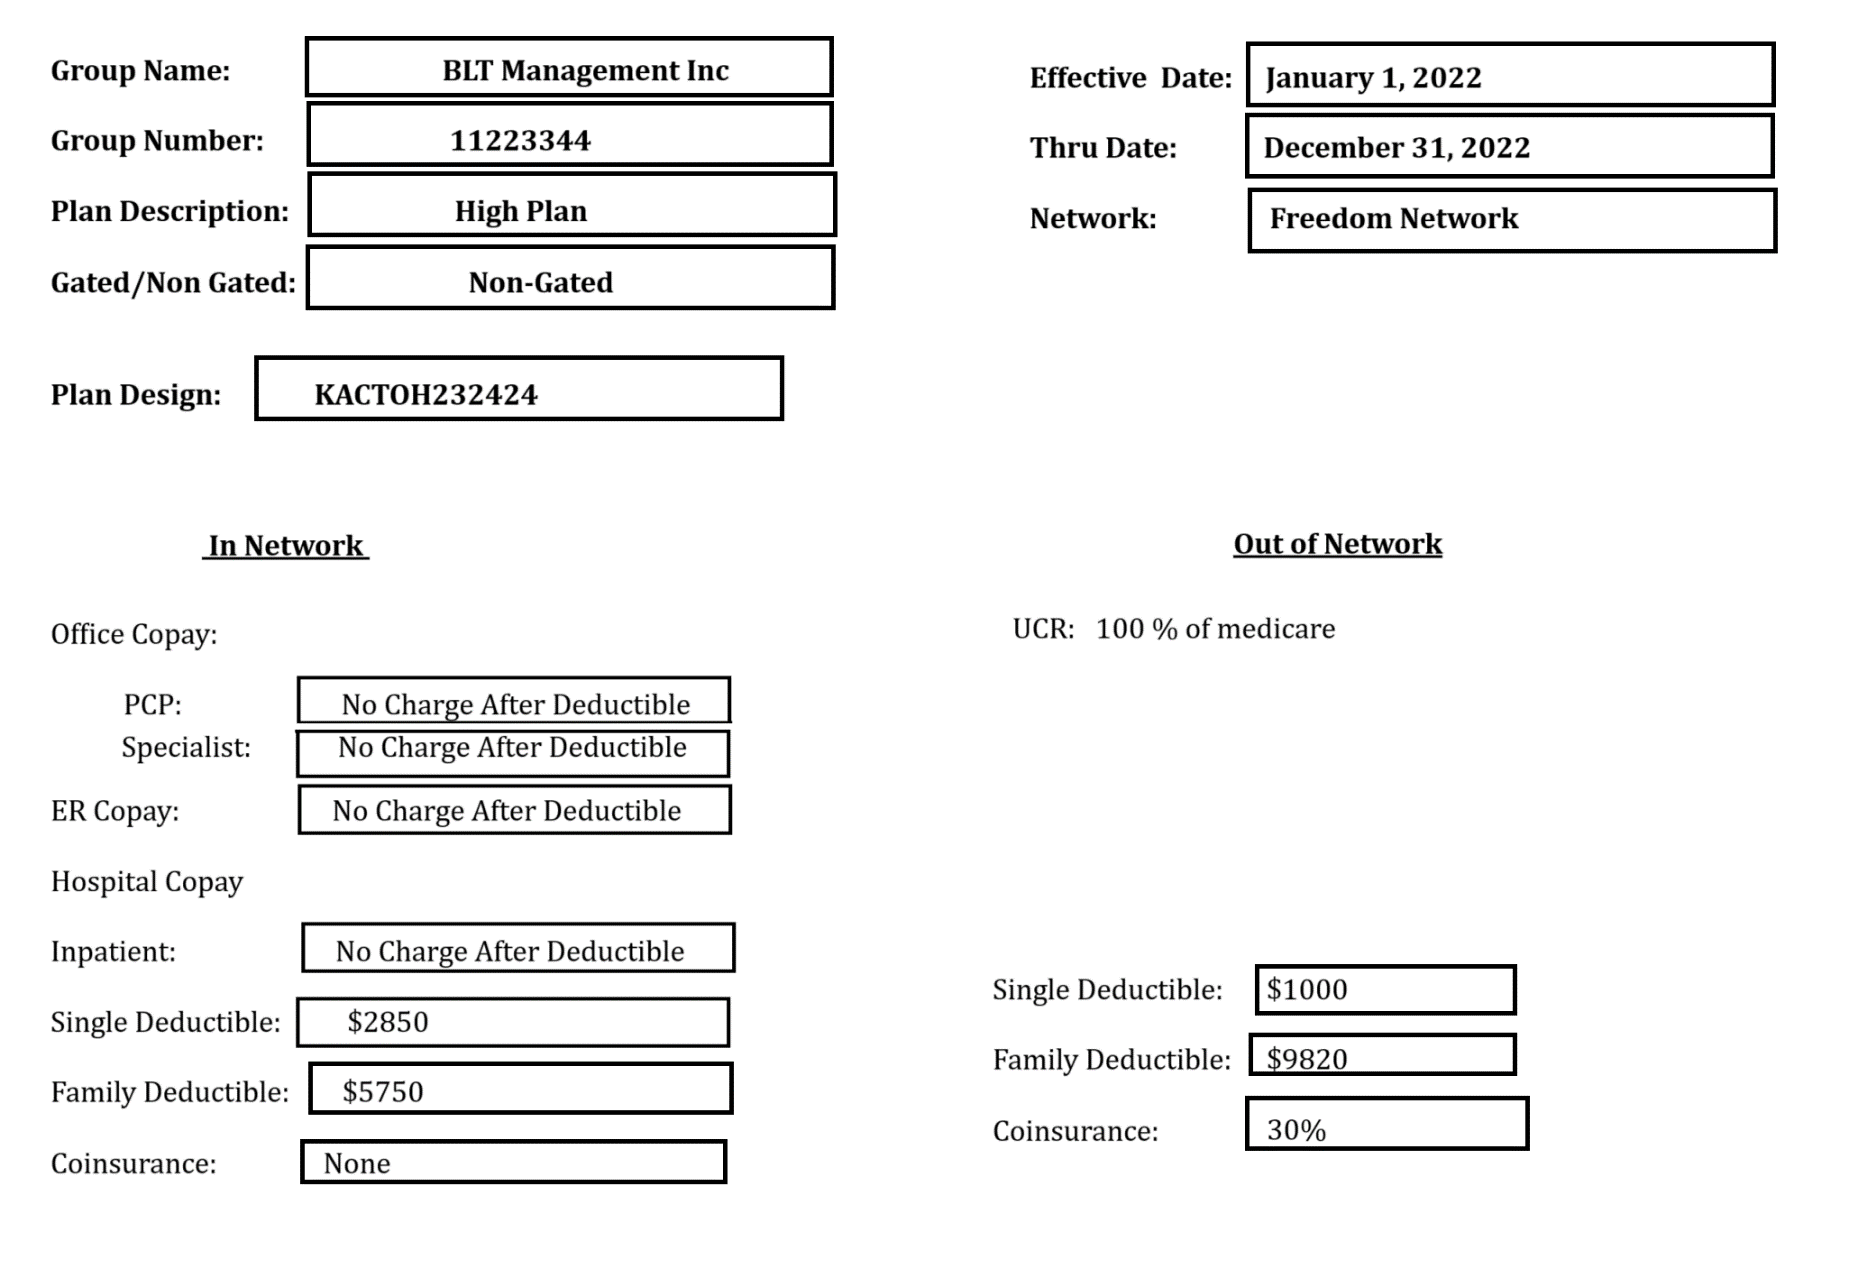 Group Name: BLT Management Inc
Group Number: 11223344
Plan Description: High Plan
Gated/Non Gated: Non-Gated
Plan Design: KACTOH232424
Effective Date: January 1, 2022
Thru Date: December 31, 2022
Network: Freedom Network
In Network
Office Copay:
PCP: No Charge After Deductible
Specialist: No Charge After Deductible
ER Copay: No Charge After Deductible
Hospital Copay
Inpatient: No Charge After Deductible
Single Deductible: $2850
Family Deductible: $5750
Coinsurance: None
Out of Network
UCR: 100 % of medicare
Single Deductible: $1000
Family Deductible: $9820
Coinsurance: 30%